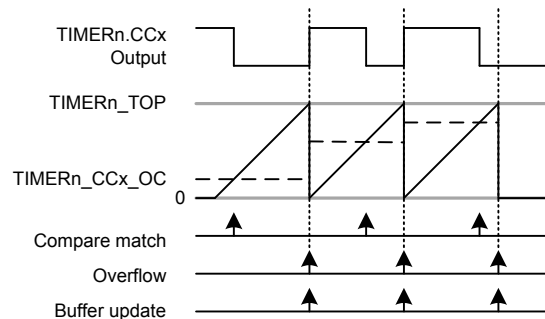 TIMERn.CCx
Output
TIMERn_TOP
TIMERn_CCx_OC
0
Compare match
Overflow
Buffer update